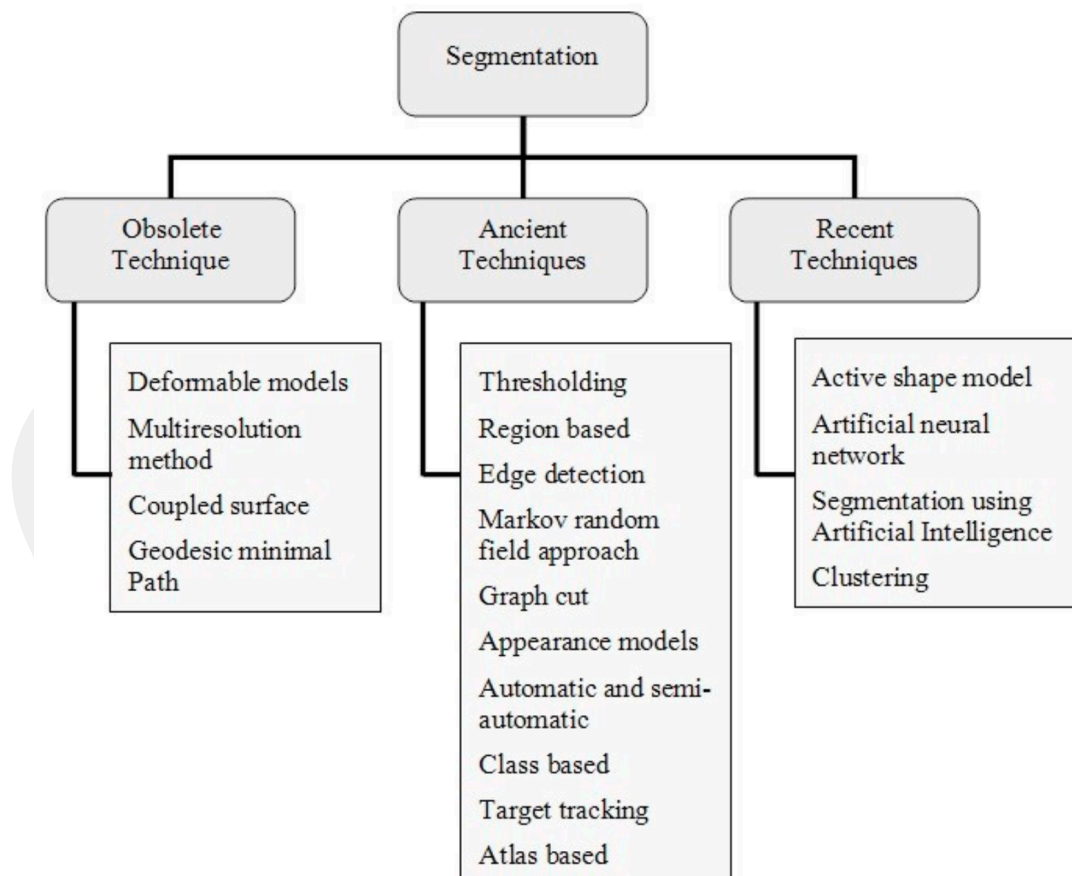 Segmentation
Obsolete
Technique
Ancient
Techniques
Recent
Techniques
Deformable models
Multiresolution
method
Coupled surface
Geodesic minimal
Path
Thresholding
Region based
Edge detection
Markov random
field approach
Graph cut
Appearance models
Automatic and semi-
automatic
Class based
Target tracking
Atlas based
Active shape model
Artificial neural
network
Segmentation using
Artificial Intelligence
Clustering